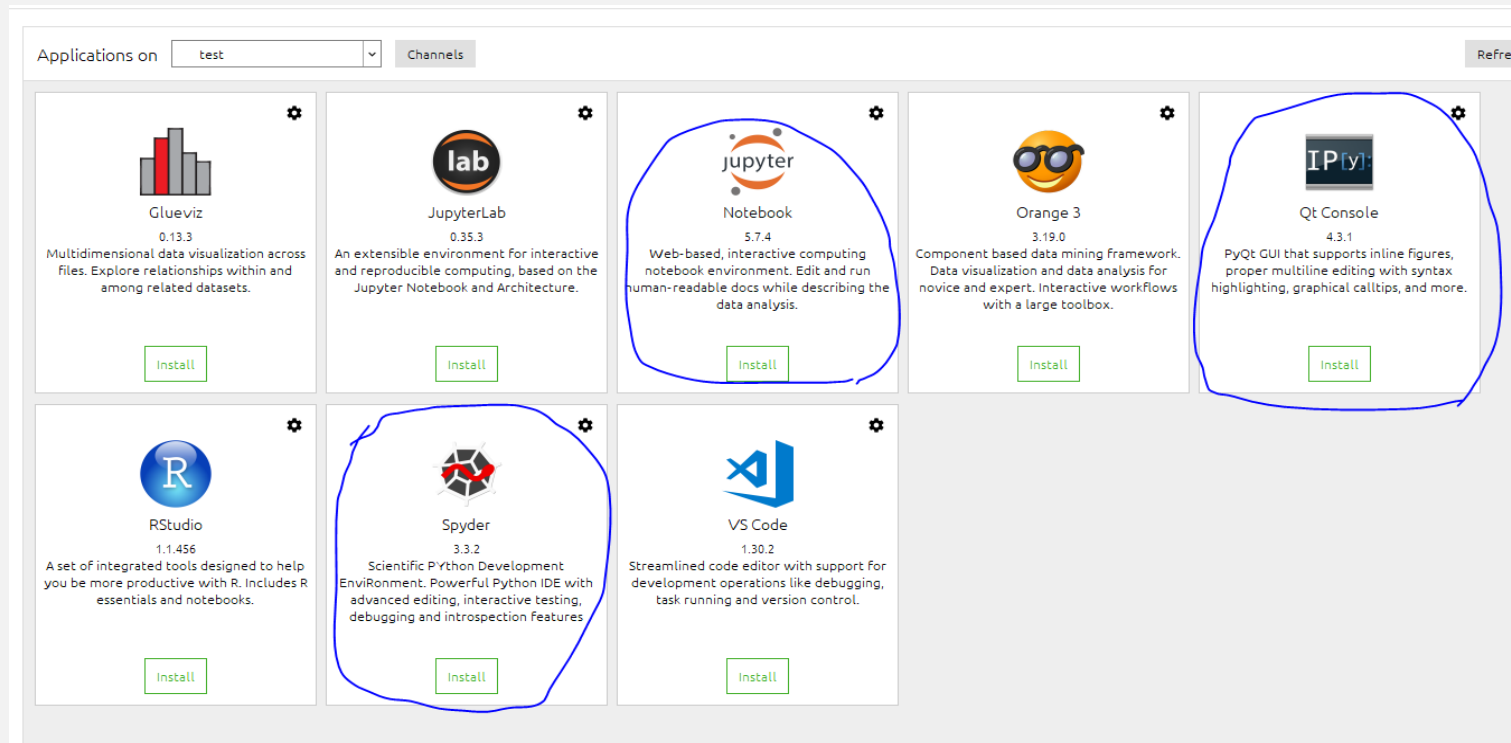 Applications on test Channels Refre
lab
jupyter
IP[y]:
Glueviz
0.13.3
Multidimensional data visualization across
files. Explore relationships within and
among related datasets.
Install
JupyterLab
0.35.3
An extensible environment for interactive
and reproducible computing, based on the
Jupyter Notebook and Architecture.
Install
Notebook
5.7.4
Web-based, interactive computing
notebook environment. Edit and run
human-readable docs while describing the
data analysis.
Install
Orange 3
3.19.0
Component based data mining framework.
Data visualization and data analysis for
novice and expert. Interactive workflows
with a large toolbox.
Install
Qt Console
4.3.1
PyQt GUI that supports inline figures,
proper multiline editing with syntax
highlighting, graphical calltips, and more.
Install
R
RStudio
1.1.456
A set of integrated tools designed to help
you be more productive with R. Includes R
essentials and notebooks.
Install
Spyder
3.3.2
Scientific PYthon Development
EnviRonment. Powerful Python IDE with
advanced editing, interactive testing,
debugging and introspection features
Install
VS Code
1.30.2
Streamlined code editor with support for
development operations like debugging,
task running and version control.
Install